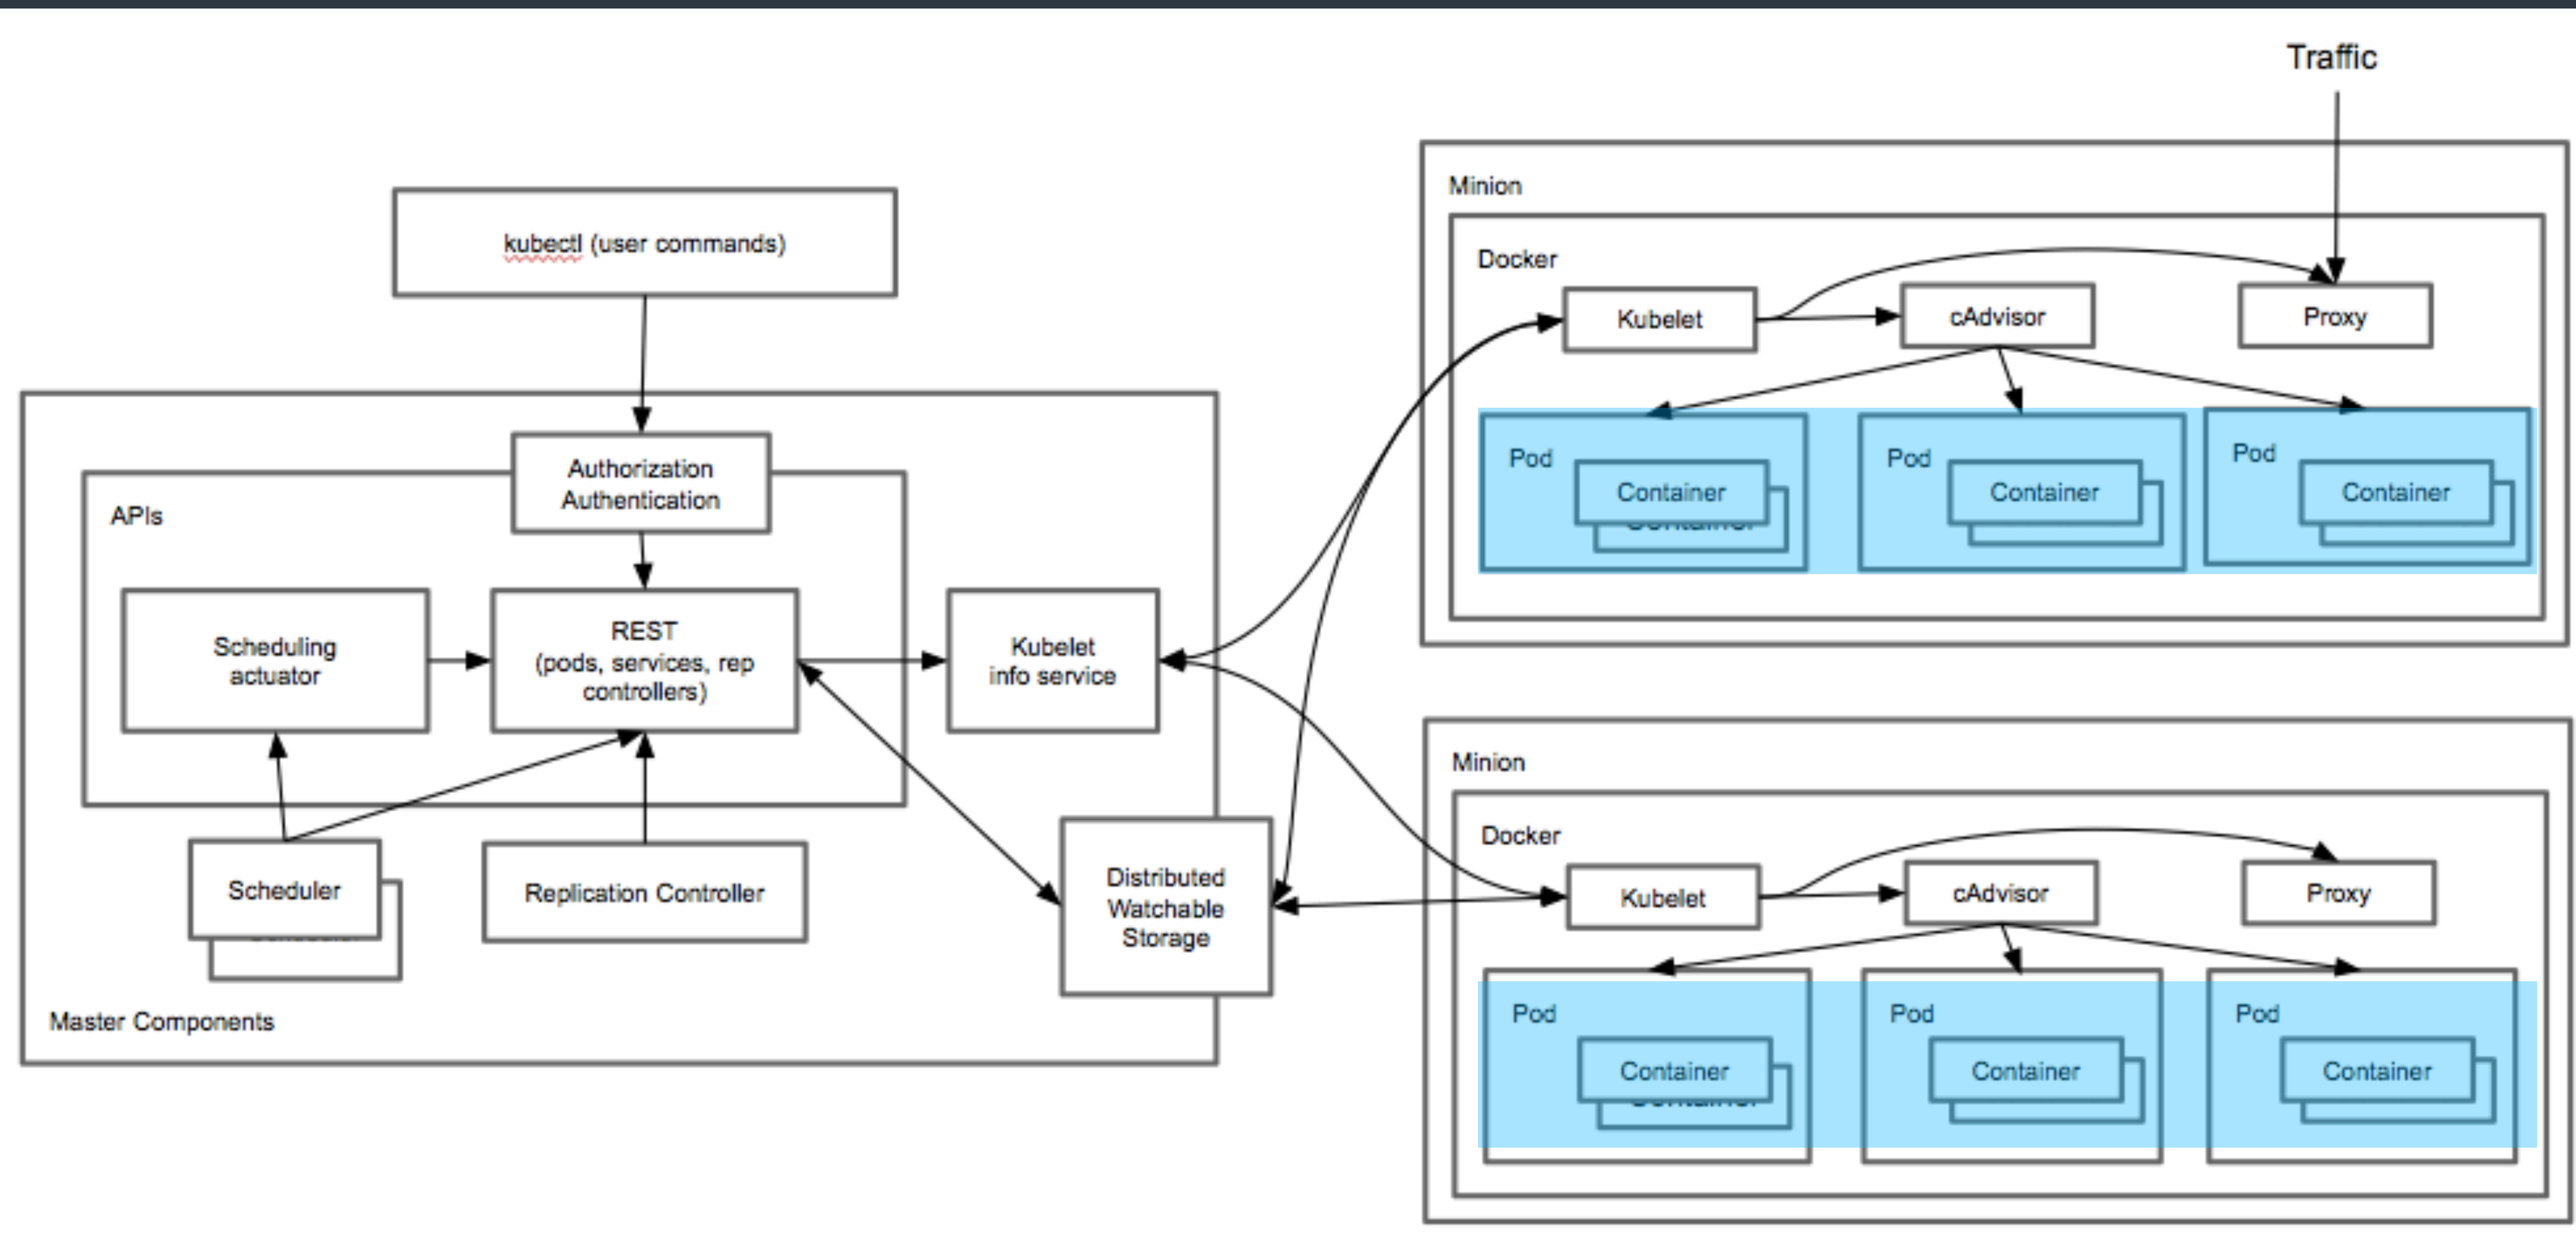 Traffic
kubectl (user commands)
Authorization
Authentication
APIs
Scheduling
actuator
REST
(pods, services, rep
controllers)
Kubelet
info service
Scheduler
Replication Controller
Distributed
Watchable
Storage
Master Components
Minion
Docker
Kubelet
cAdvisor
Proxy
Pod
Container
Pod
Container
Pod
Container
Minion
Docker
Kubelet
cAdvisor
Proxy
Pod
Container
Pod
Container
Pod
Container